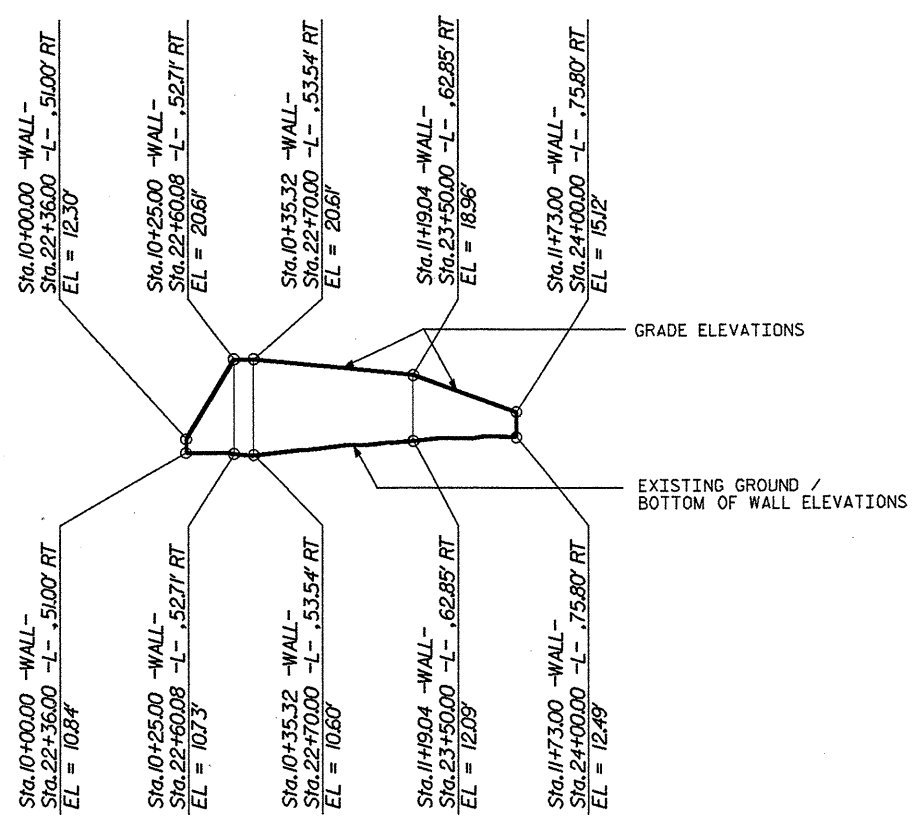 Sta.10+00.00 -WALL-
Sta.22+36.00 -L- ,51.00' RT
EL = 12.30'
Sta.10+25.00 -WALL-
Sta.22+60.08 -L- ,52.71' RT
EL = 20.61'
Sta.10+35.32 -WALL-
Sta.22+70.00 -L- ,53.54' RT
EL = 20.61'
Sta.11+19.04 -WALL-
Sta.23+50.00 -L- ,62.85' RT
EL = 18.96'
Sta.11+73.00 -WALL-
Sta.24+00.00 -L- ,75.80' RT
EL = 15.12'
GRADE ELEVATIONS
EXISTING GROUND /
BOTTOM OF WALL ELEVATIONS
Sta.10+00.00 -WALL-
Sta.22+36.00 -L- ,51.00' RT
EL = 10.84'
Sta.10+25.00 -WALL-
Sta.22+60.08 -L- ,52.71' RT
EL = 10.73'
Sta.10+35.32 -WALL-
Sta.22+70.00 -L- ,53.54' RT
EL = 10.60'
Sta.11+19.04 -WALL-
Sta.23+50.00 -L- ,62.85' RT
EL = 12.09'
Sta.11+73.00 -WALL-
Sta.24+00.00 -L- ,75.80' RT
EL = 12.49'